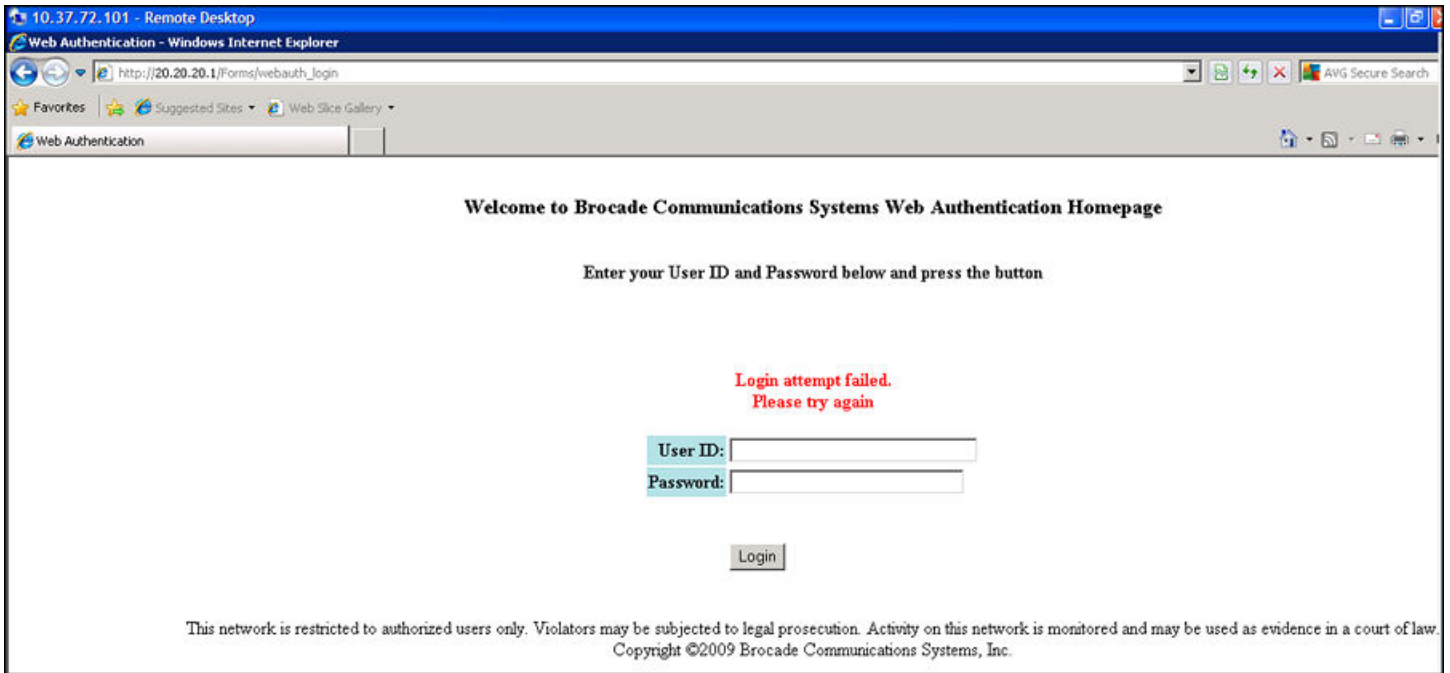 10.37.72.101 - Remote Desktop
Web Authentication - Windows Internet Explorer
http://20.20.20.1/Forms/webauth_login
AVG Secure Search
Favorites
Suggested Sites
Web Slice Gallery
Web Authentication
Welcome to Brocade Communications Systems Web Authentication Homepage
Enter your User ID and Password below and press the button
Login attempt failed.
Please try again
User ID:
Password:
Login
This network is restricted to authorized users only. Violators may be subjected to legal prosecution. Activity on this network is monitored and may be used as evidence in a court of law.
Copyright ©2009 Brocade Communications Systems, Inc.